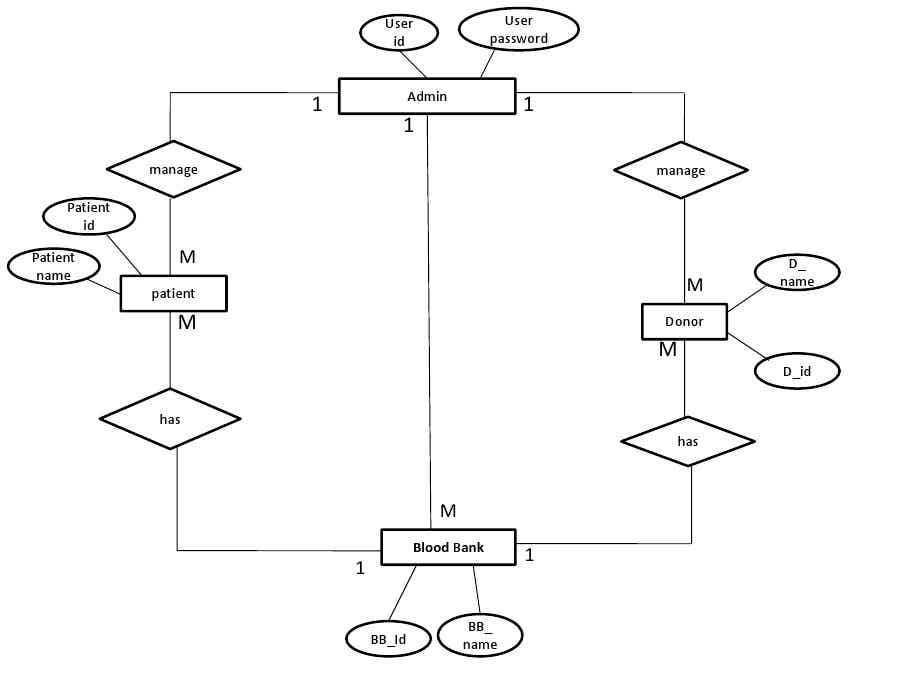 User
id
User
password
Admin
1
1
1
manage
manage
Patient
id
Patient
name
M
patient
M
M
Donor
M
D_
name
D_id
has
has
M
Blood Bank
1
1
BB_Id
BB_
name